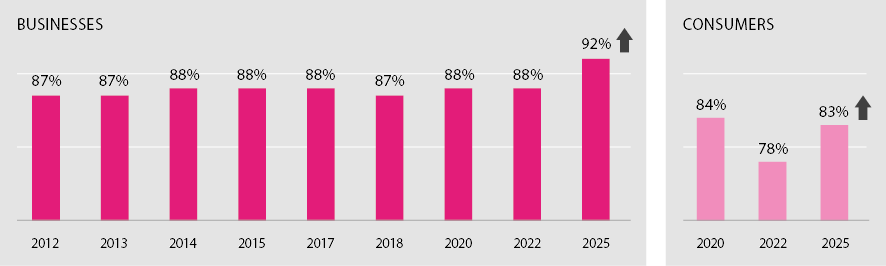 BUSINESSES
87% 87% 88% 88% 88% 87% 88% 88% 92%
2012 2013 2014 2015 2017 2018 2020 2022 2025
CONSUMERS
84% 78% 83%
2020 2022 2025